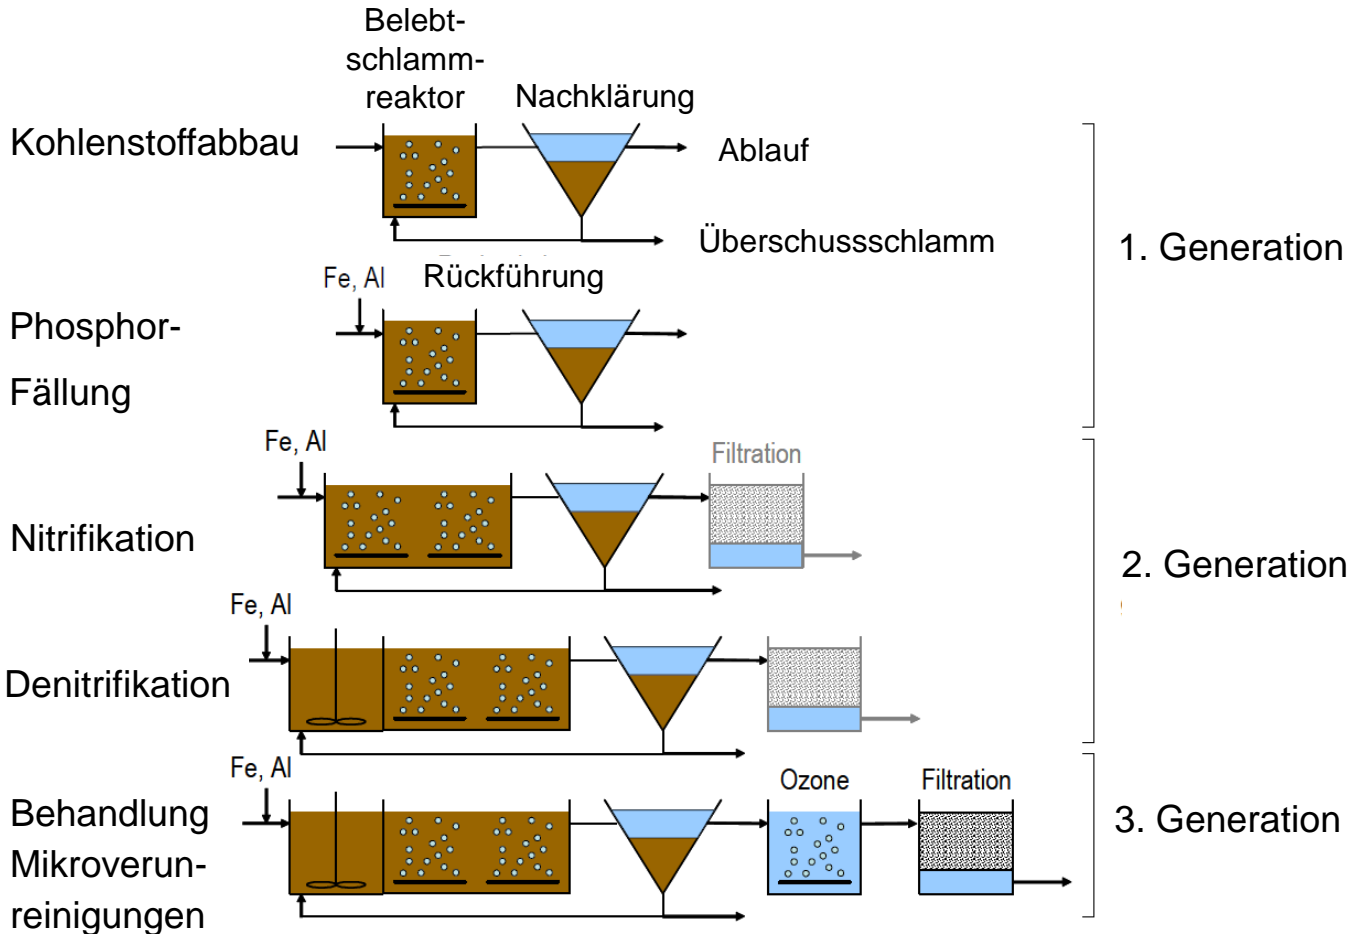 Belebt-
schlamm-
reaktor
Nachklärung
Kohlenstoffabbau
Ablauf
Überschussschlamm
1. Generation
Fe, Al
Rückführung
Phosphor-
Fällung
Fe, Al
Filtration
Nitrifikation
2. Generation
Fe, Al
Denitrifikation
Fe, Al
Ozone
Filtration
Behandlung
Mikroverun-
reinigungen
3. Generation